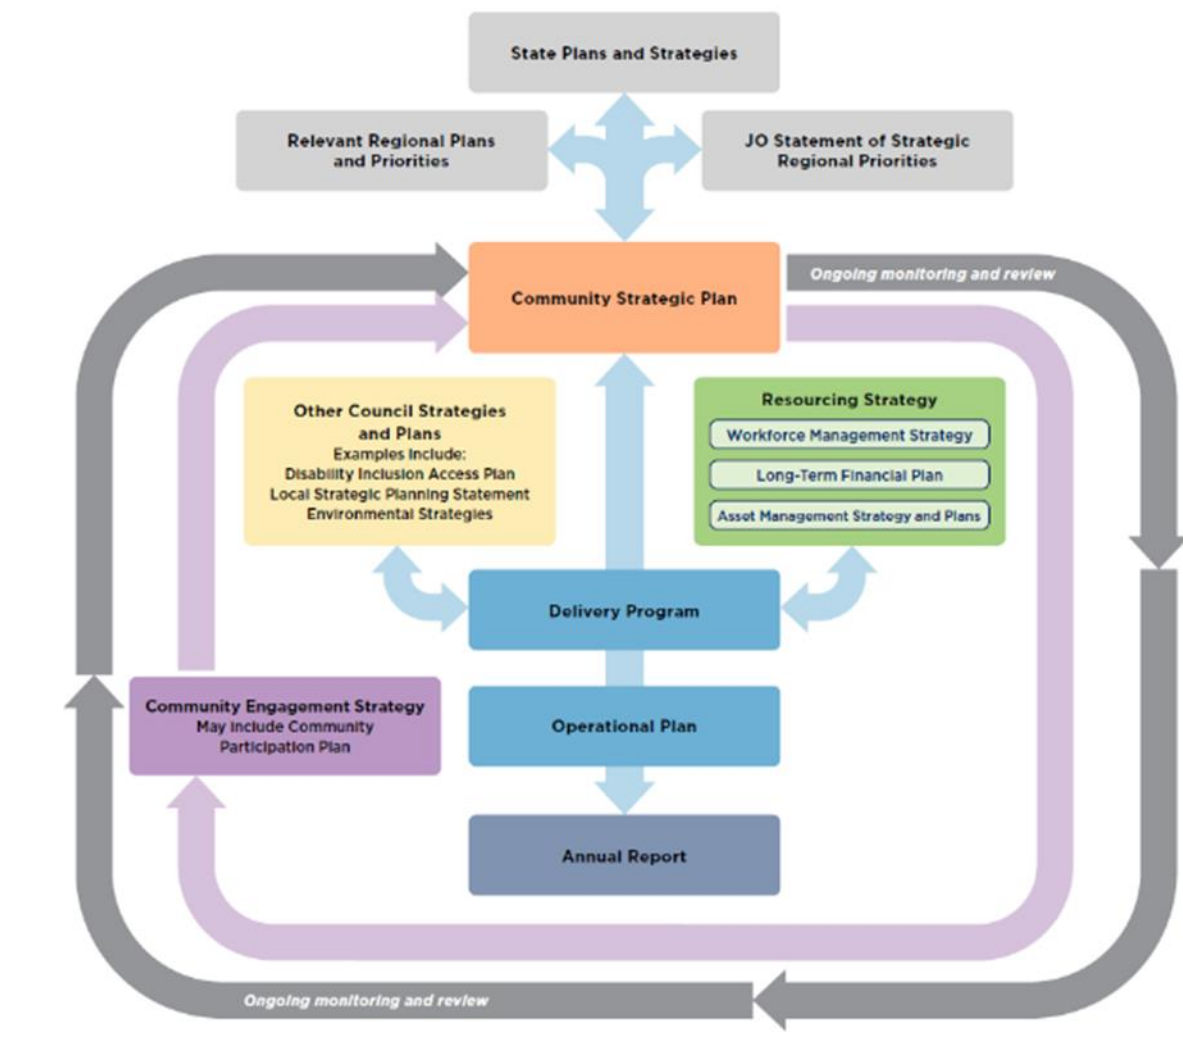 State Plans and Strategies
Relevant Regional Plans
and Priorities
JO Statement of Strategic
Regional Priorities
Community Strategic Plan
Ongoing monitoring and review
Other Council Strategies
and Plans
Examples Include:
Disability Inclusion Access Plan
Local Strategic Planning Statement
Environmental Strategies
Resourcing Strategy
Workforce Management Strategy
Long-Term Financial Plan
Asset Management Strategy and Plans
Delivery Program
Community Engagement Strategy
May Include Community
Participation Plan
Operational Plan
Annual Report
Ongoing monitoring and review